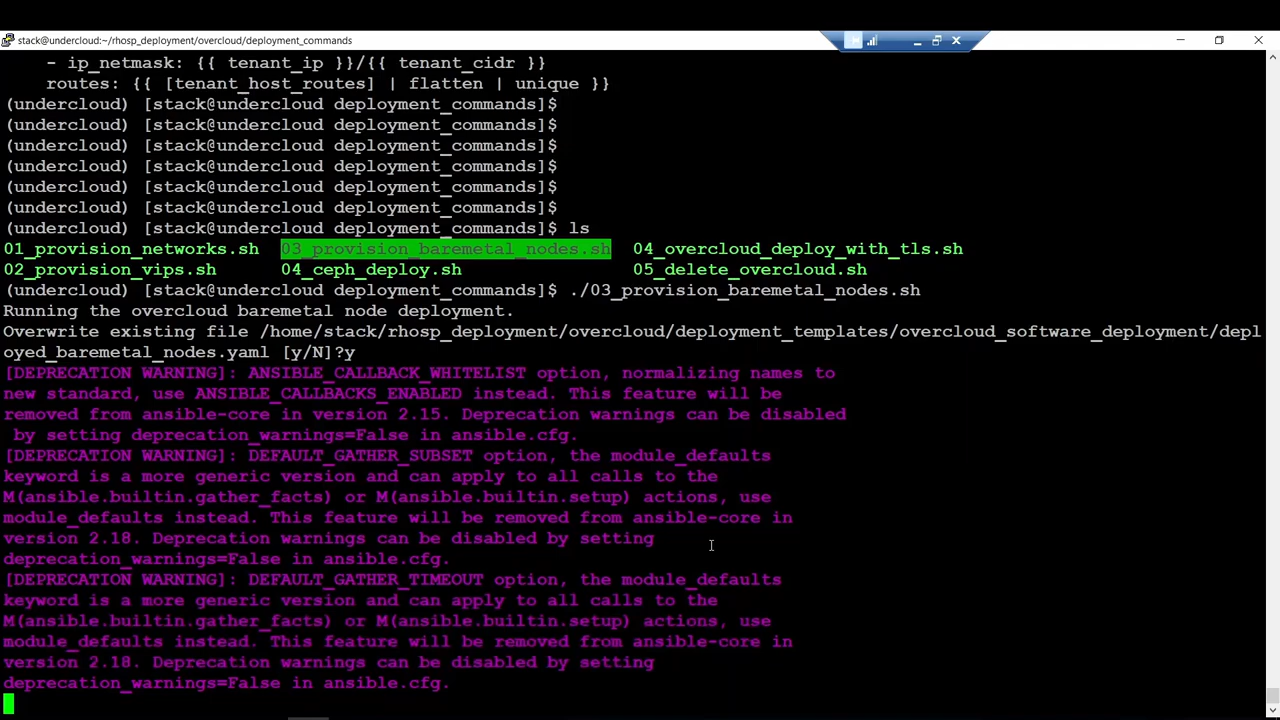 stack@undercloud:~/rhosp_deployment/overcloud/deployment_commands
- ip_netmask: {{ tenant_ip }}/{{ tenant_cidr }}
routes: {{ [tenant_host_routes] | flatten | unique }}
(undercloud) [stack@undercloud deployment_commands]$
(undercloud) [stack@undercloud deployment_commands]$
(undercloud) [stack@undercloud deployment_commands]$
(undercloud) [stack@undercloud deployment_commands]$
(undercloud) [stack@undercloud deployment_commands]$
(undercloud) [stack@undercloud deployment_commands]$
(undercloud) [stack@undercloud deployment_commands]$ ls
01_provision_networks.sh 03_provision_baremetal_nodes.sh 04_overcloud_deploy_with_tls.sh
02_provision_vips.sh 04_ceph_deploy.sh 05_delete_overcloud.sh
(undercloud) [stack@undercloud deployment_commands]$ ./03_provision_baremetal_nodes.sh
Running the overcloud baremetal node deployment.
Overwrite existing file /home/stack/rhosp_deployment/overcloud/deployment_templates/overcloud_software_deployment/depl
oyed_baremetal_nodes.yaml [y/N]?y
[DEPRECATION WARNING]: ANSIBLE_CALLBACK_WHITELIST option, normalizing names to
new standard, use ANSIBLE_CALLBACKS_ENABLED instead. This feature will be
removed from ansible-core in version 2.15. Deprecation warnings can be disabled
by setting deprecation_warnings=False in ansible.cfg.
[DEPRECATION WARNING]: DEFAULT_GATHER_SUBSET option, the module_defaults
keyword is a more generic version and can apply to all calls to the
M(ansible.builtin.gather_facts) or M(ansible.builtin.setup) actions, use
module_defaults instead. This feature will be removed from ansible-core in
version 2.18. Deprecation warnings can be disabled by setting
deprecation_warnings=False in ansible.cfg.
[DEPRECATION WARNING]: DEFAULT_GATHER_TIMEOUT option, the module_defaults
keyword is a more generic version and can apply to all calls to the
M(ansible.builtin.gather_facts) or M(ansible.builtin.setup) actions, use
module_defaults instead. This feature will be removed from ansible-core in
version 2.18. Deprecation warnings can be disabled by setting
deprecation_warnings=False in ansible.cfg.